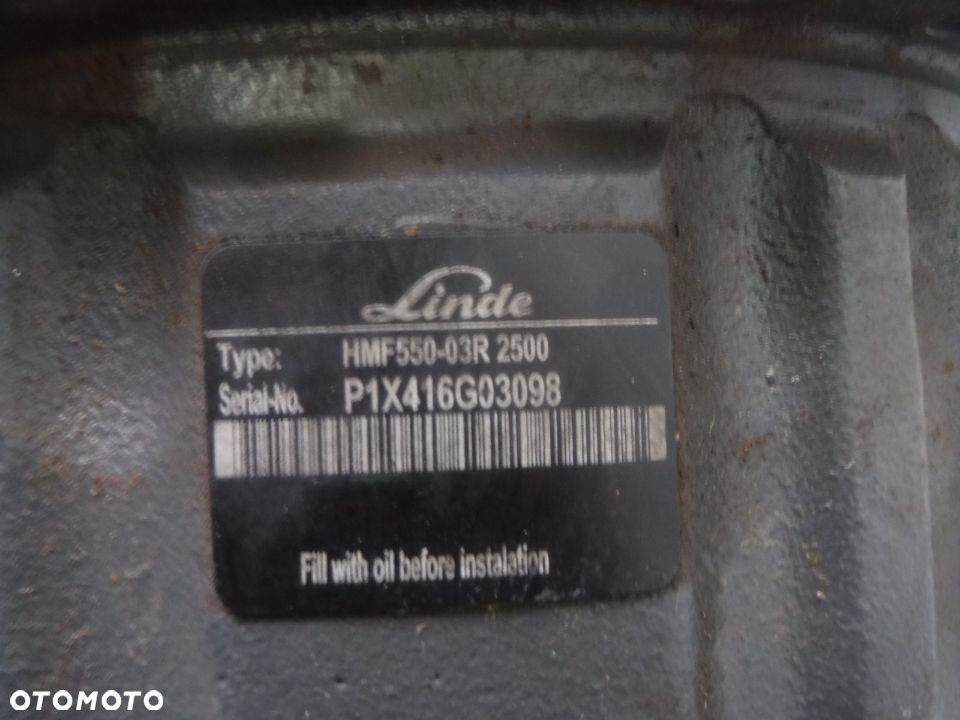 Linde
Type: HMF550-03R 2500
Serial-No. P1X416G03098
Fill with oil before instalation
OTOMOTO